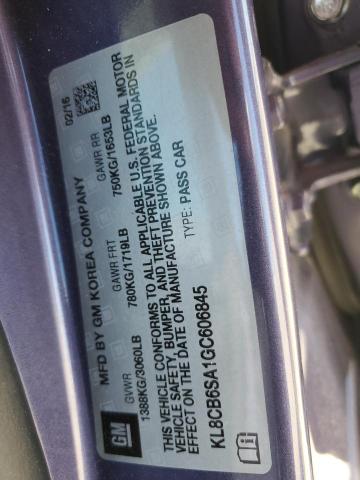 GM
MFD BY GM KOREA COMPANY
02/16
GVWR GAWR FRT GAWR RR
1388KG/3060LB 780KG/1719LB 750KG/1653LB
THIS VEHICLE CONFORMS TO ALL APPLICABLE U.S. FEDERAL MOTOR
VEHICLE SAFETY, BUMPER, AND THEFT PREVENTION STANDARDS IN
EFFECT ON THE DATE OF MANUFACTURE SHOWN ABOVE.
TYPE: PASS CAR
KL8CB6SA1GC606845